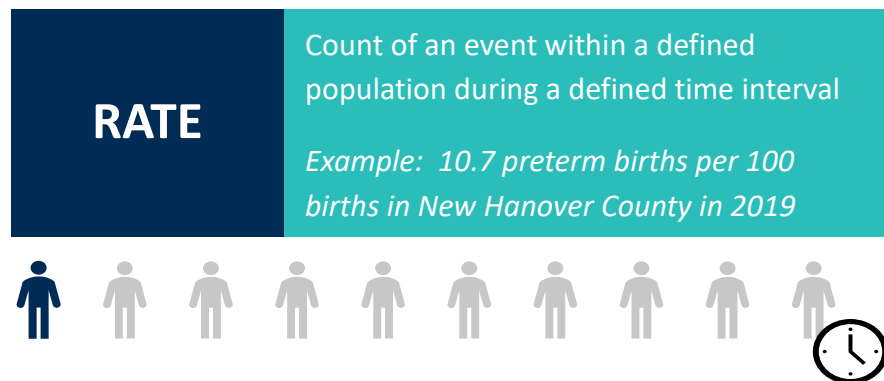 RATE
Count of an event within a defined
population during a defined time interval
Example:  10.7 preterm births per 100
births in New Hanover County in 2019